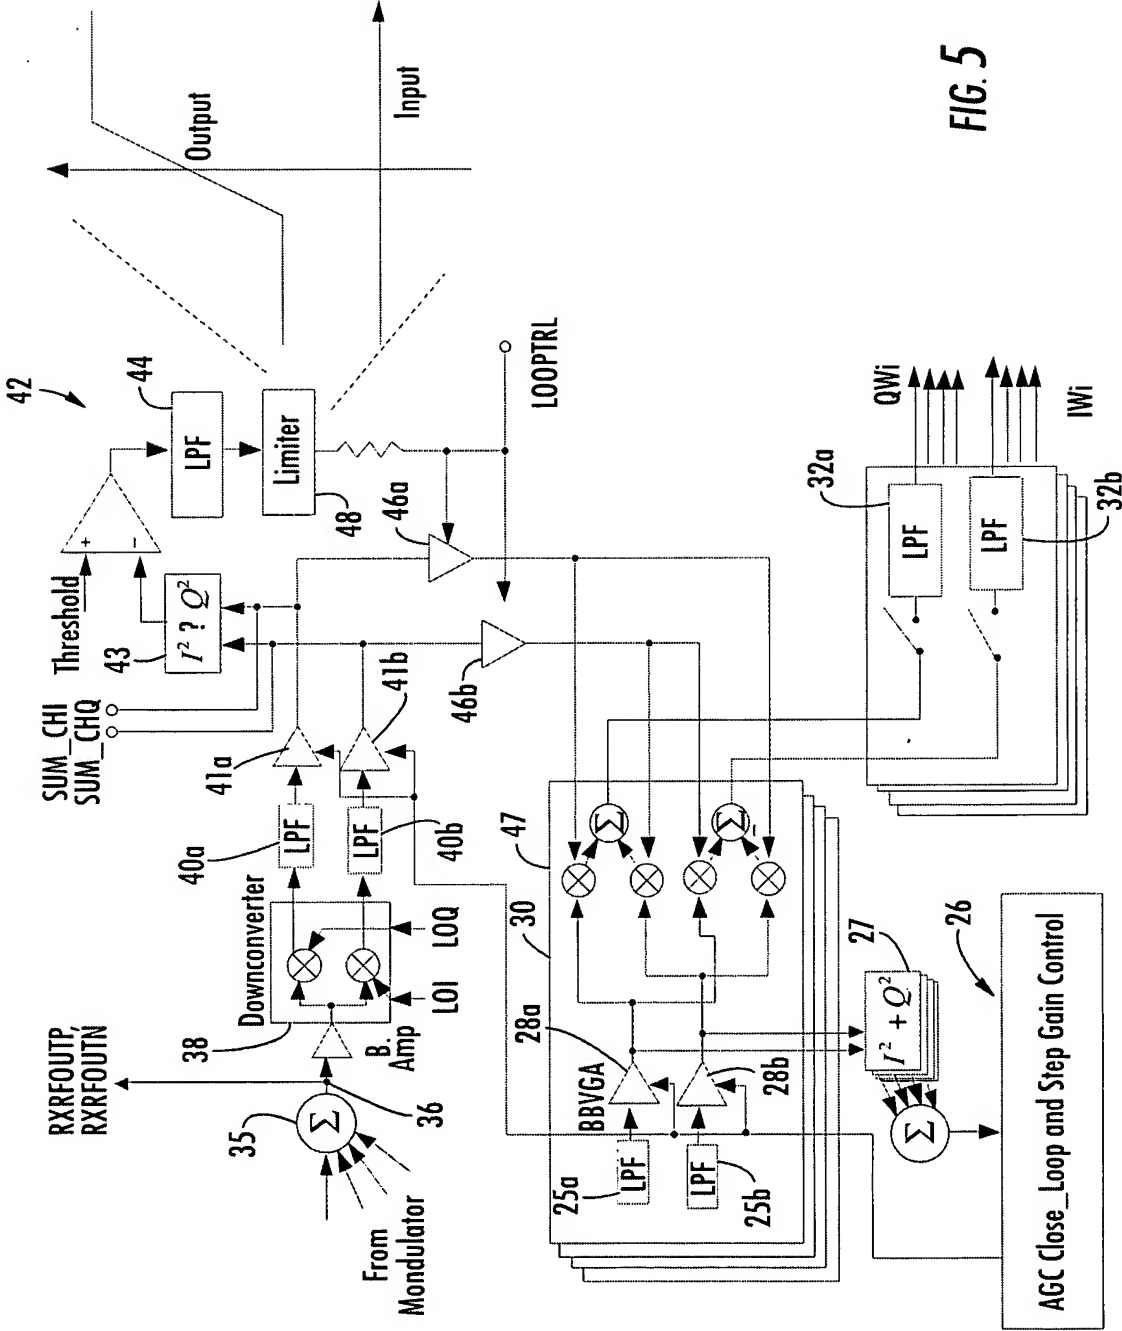 42
44
LPF
Threshold
+
−
43
I² ? Q²
Limiter
48
Output
Input
LOOPTRL
46a
46b
SUM_CHI
SUM_CHQ
41a
41b
40a
LPF
LPF
40b
Downconverter
38
LOQ
LOI
B.
Amp
RXRFOUTP,
RXRFOUTN
36
35
Σ
From
Mondulator
47
30
Σ
Σ
−
BBVGA
28a
28b
25a
LPF
LPF
25b
27
I² + Q²
Σ
26
AGC Close_Loop and Step Gain Control
32a
LPF
LPF
32b
QWi
IWi
FIG. 5